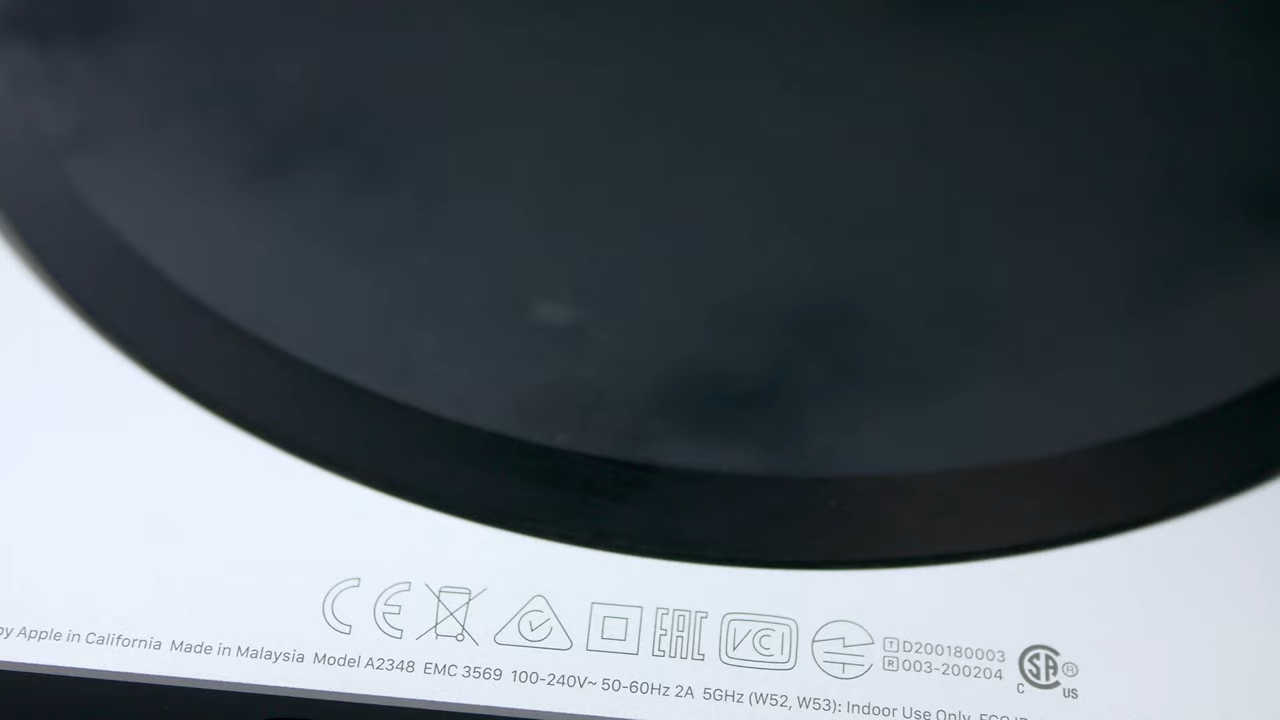 CE
EAC
VCI
T D200180003
R 003-200204
C SA ® US
by Apple in California Made in Malaysia Model A2348 EMC 3569 100-240V~ 50-60Hz 2A 5GHz (W52, W53): Indoor Use Only